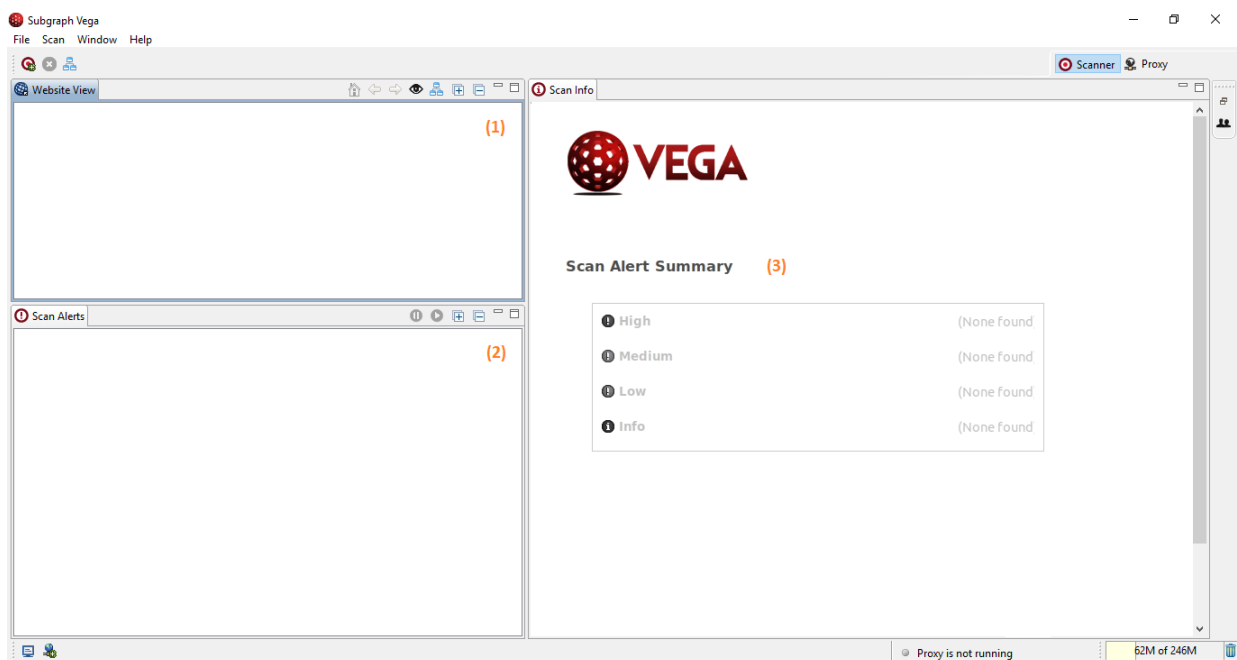 Subgraph Vega
File Scan Window Help
Scanner Proxy
Website View
(1)
Scan Alerts
(2)
Scan Info
VEGA
Scan Alert Summary (3)
High (None found
Medium (None found
Low (None found
Info (None found
Proxy is not running 62M of 246M